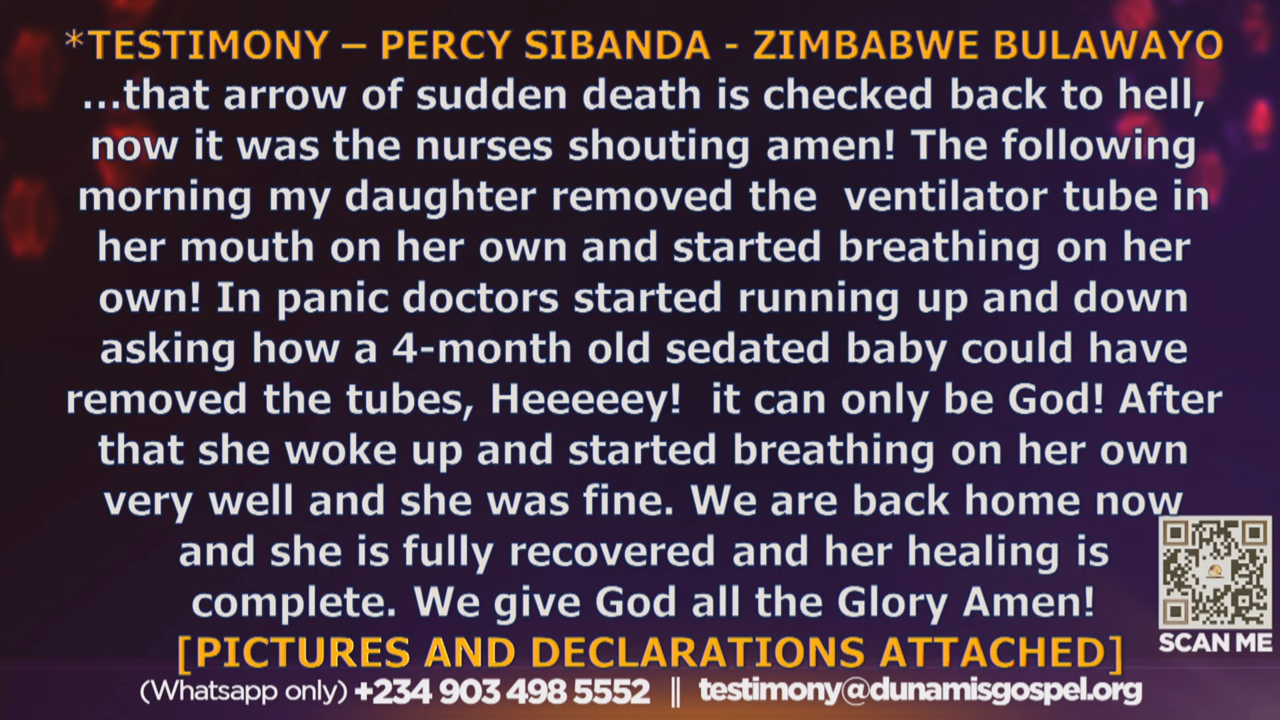 *TESTIMONY – PERCY SIBANDA - ZIMBABWE BULAWAYO
...that arrow of sudden death is checked back to hell,
now it was the nurses shouting amen! The following
morning my daughter removed the  ventilator tube in
her mouth on her own and started breathing on her
own! In panic doctors started running up and down
asking how a 4-month old sedated baby could have
removed the tubes, Heeeeey!  it can only be God! After
that she woke up and started breathing on her own
very well and she was fine. We are back home now
and she is fully recovered and her healing is
complete. We give God all the Glory Amen!
[PICTURES AND DECLARATIONS ATTACHED]
SCAN ME
(Whatsapp only) +234 903 498 5552 || testimony@dunamisgospel.org